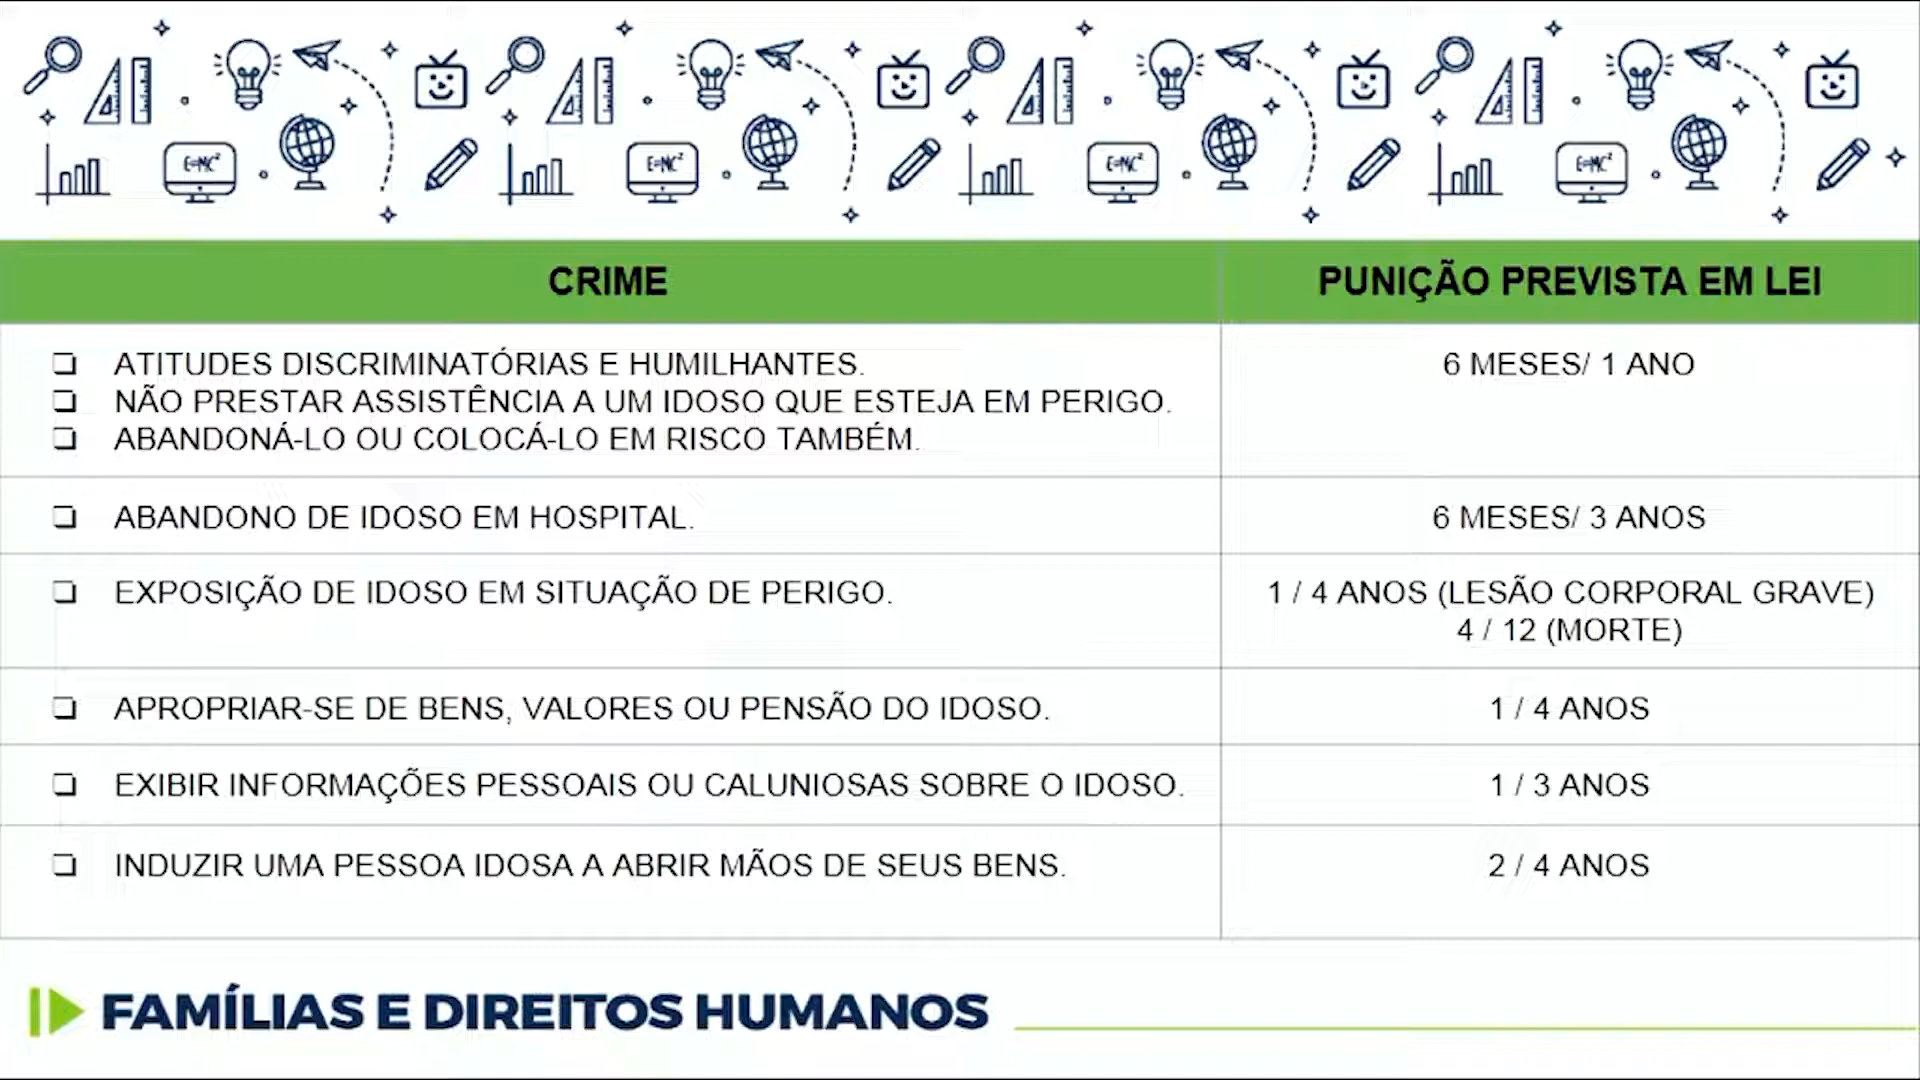 E=MC²
E=MC²
E=MC²
E=MC²
CRIME
PUNIÇÃO PREVISTA EM LEI
❏ ATITUDES DISCRIMINATÓRIAS E HUMILHANTES.
❏ NÃO PRESTAR ASSISTÊNCIA A UM IDOSO QUE ESTEJA EM PERIGO.
❏ ABANDONÁ-LO OU COLOCÁ-LO EM RISCO TAMBÉM.
6 MESES/ 1 ANO
❏ ABANDONO DE IDOSO EM HOSPITAL.
6 MESES/ 3 ANOS
❏ EXPOSIÇÃO DE IDOSO EM SITUAÇÃO DE PERIGO.
1 / 4 ANOS (LESÃO CORPORAL GRAVE)
4 / 12 (MORTE)
❏ APROPRIAR-SE DE BENS, VALORES OU PENSÃO DO IDOSO.
1 / 4 ANOS
❏ EXIBIR INFORMAÇÕES PESSOAIS OU CALUNIOSAS SOBRE O IDOSO.
1 / 3 ANOS
❏ INDUZIR UMA PESSOA IDOSA A ABRIR MÃOS DE SEUS BENS.
2 / 4 ANOS
FAMÍLIAS E DIREITOS HUMANOS